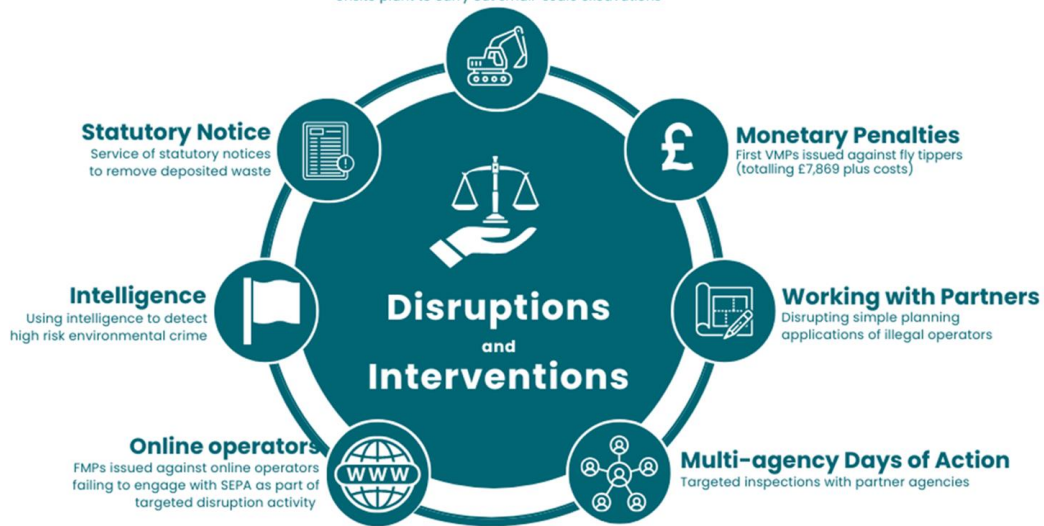 Statutory Notice
Service of statutory notices
to remove deposited waste
£
Monetary Penalties
First VMPs issued against fly tippers
(totalling £7,869 plus costs)
Intelligence
Using intelligence to detect
high risk environmental crime
Disruptions
and
Interventions
Working with Partners
Disrupting simple planning
applications of illegal operators
Online operators
FMPs issued against online operators
failing to engage with SEPA as part of
targeted disruption activity
WWW
Multi-agency Days of Action
Targeted inspections with partner agencies